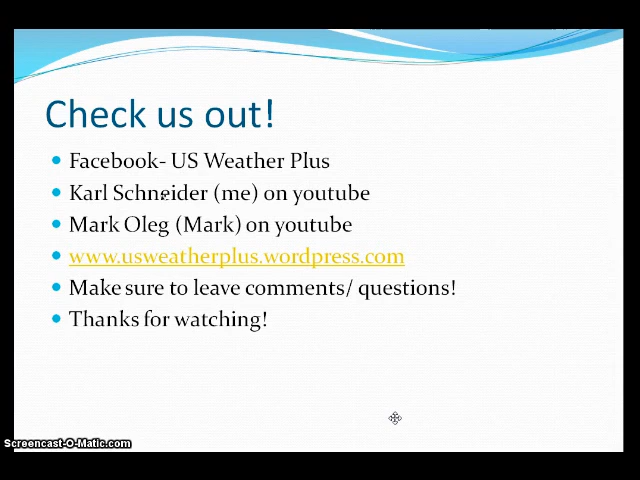 Check us out!
Facebook- US Weather Plus
Karl Schneider (me) on youtube
Mark Oleg (Mark) on youtube
www.usweatherplus.wordpress.com
Make sure to leave comments/ questions!
Thanks for watching!
Screencast-O-Matic.com